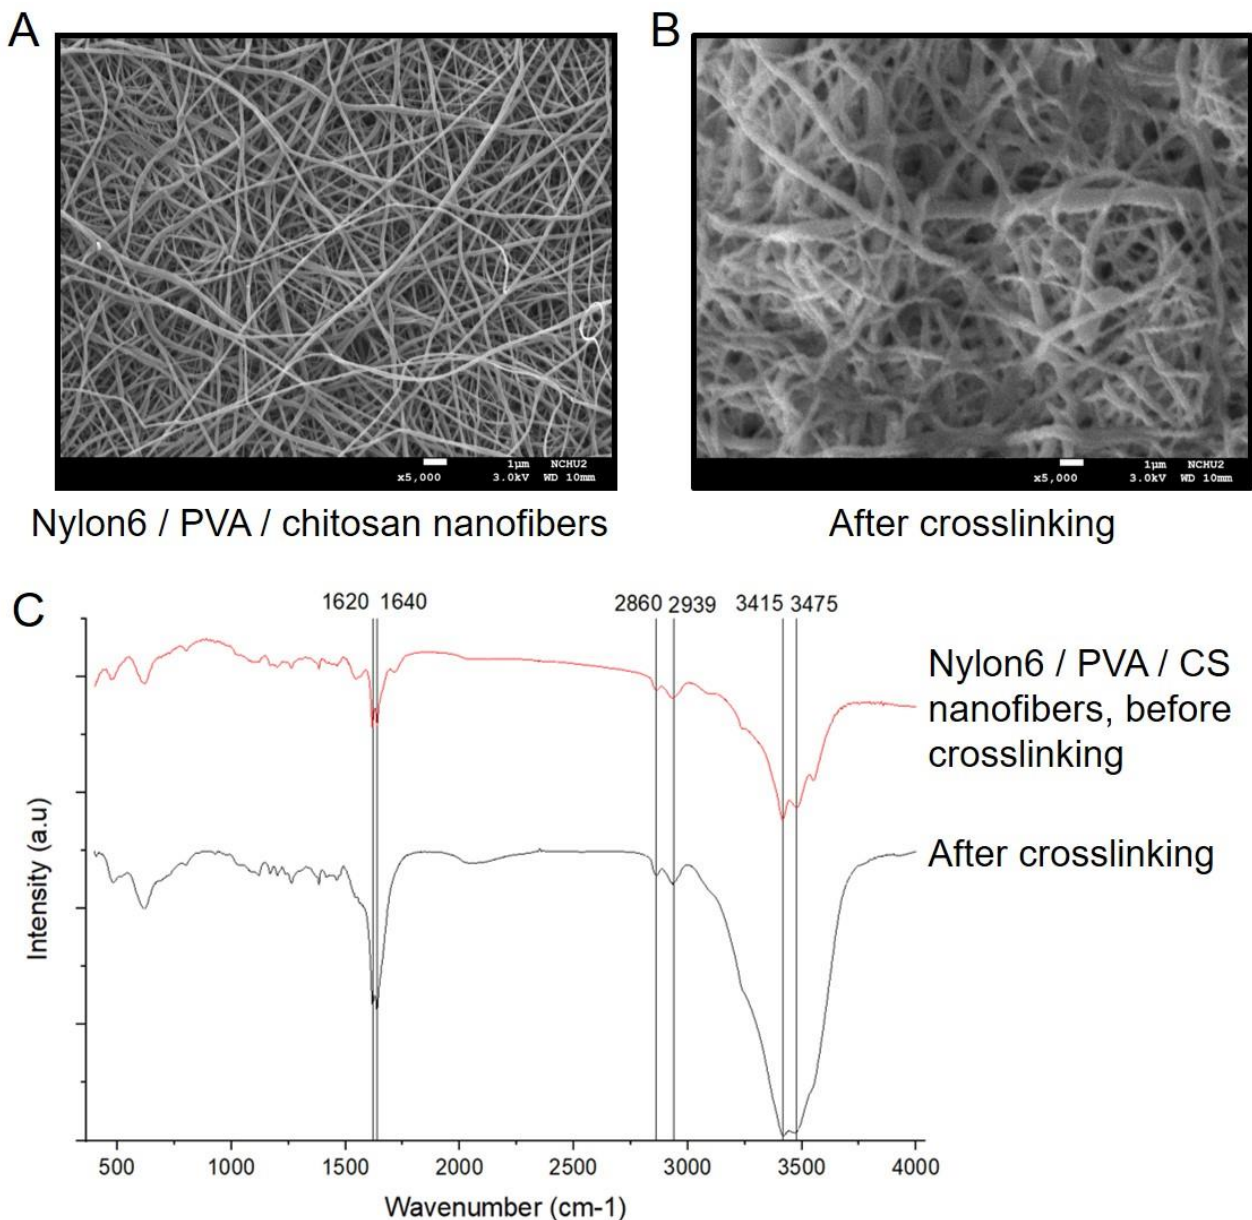 A
B
x5,000 1µm NCHU2
3.0kV WD 10mm
x5,000 1µm NCHU2
3.0kV WD 10mm
Nylon6 / PVA / chitosan nanofibers
After crosslinking
C
1620 1640 2860 2939 3415 3475
Nylon6 / PVA / CS
nanofibers, before
crosslinking
After crosslinking
Intensity (a.u)
500 1000 1500 2000 2500 3000 3500 4000
Wavenumber (cm-1)